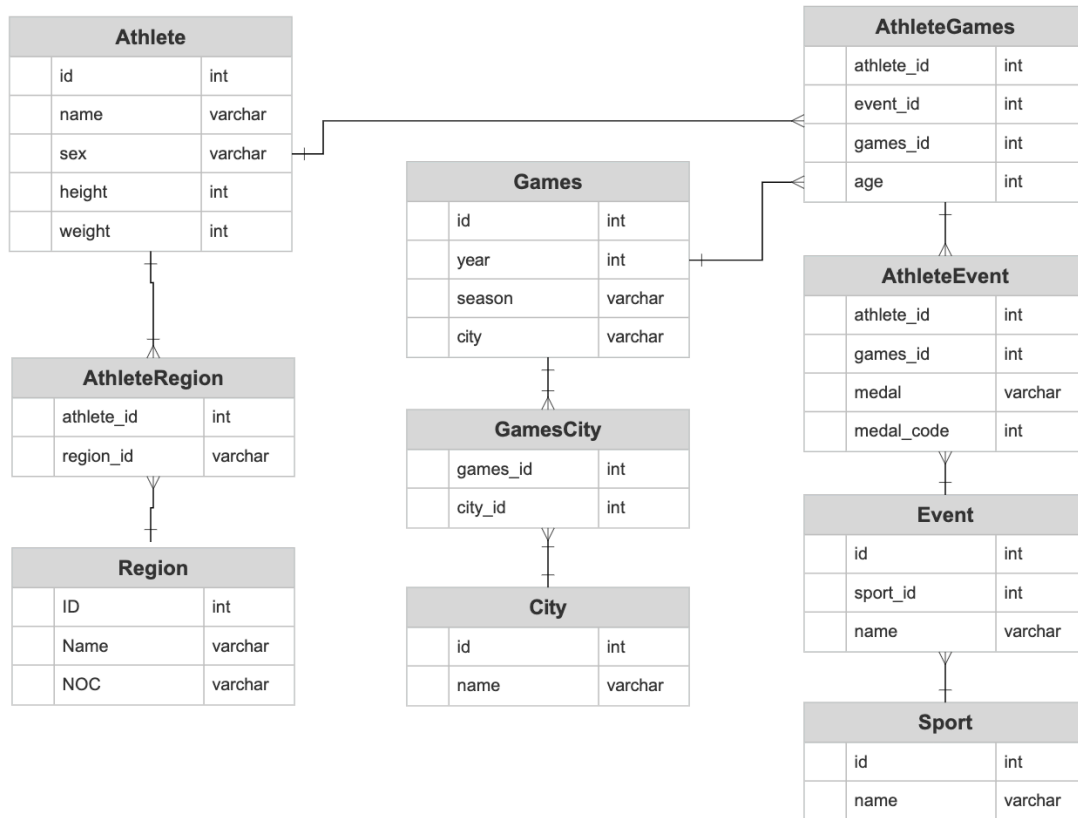 Athlete
id int
name varchar
sex varchar
height int
weight int
AthleteRegion
athlete_id int
region_id varchar
Region
ID int
Name varchar
NOC varchar
Games
id int
year int
season varchar
city varchar
GamesCity
games_id int
city_id int
City
id int
name varchar
AthleteGames
athlete_id int
event_id int
games_id int
age int
AthleteEvent
athlete_id int
games_id int
medal varchar
medal_code int
Event
id int
sport_id int
name varchar
Sport
id int
name varchar